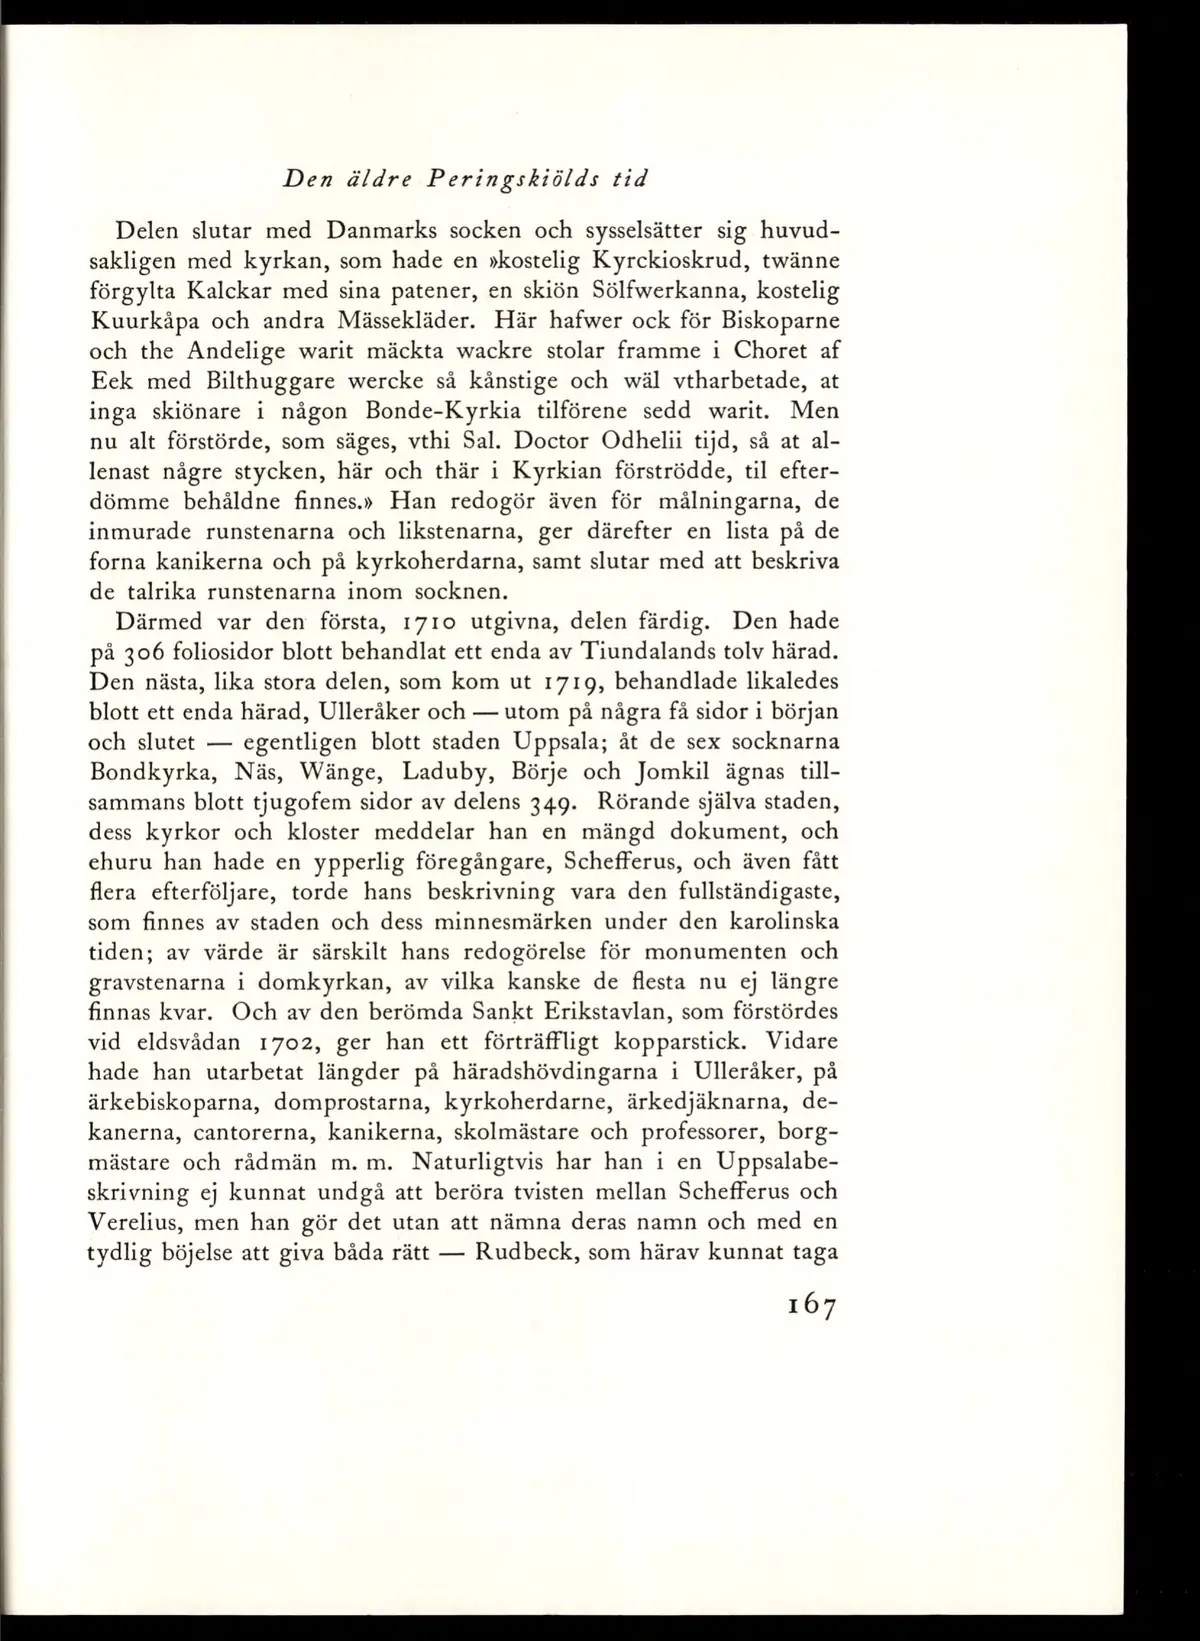 Den äldre Peringskiölds tid
Delen slutar med Danmarks socken och sysselsätter sig huvud-
sakligen med kyrkan, som hade en »kostelig Kyrckioskrud, twänne
förgylta Kalckar med sina patener, en skiön Sölfwerkanna, kostelig
Kuurkåpa och andra Mässekläder. Här hafwer ock för Biskoparne
och the Andelige warit mäckta wackre stolar framme i Choret af
Eek med Bilthuggare wercke så kånstige och wäl vtharbetade, at
inga skiönare i någon Bonde-Kyrkia tilförene sedd warit. Men
nu alt förstörde, som säges, vthi Sal. Doctor Odhelii tijd, så at al-
lenast någre stycken, här och thär i Kyrkian förströdde, til efter-
dömme behåldne finnes.» Han redogör även för målningarna, de
inmurade runstenarna och likstenarna, ger därefter en lista på de
forna kanikerna och på kyrkoherdarna, samt slutar med att beskriva
de talrika runstenarna inom socknen.
Därmed var den första, 1710 utgivna, delen färdig. Den hade
på 306 foliosidor blott behandlat ett enda av Tiundalands tolv härad.
Den nästa, lika stora delen, som kom ut 1719, behandlade likaledes
blott ett enda härad, Ulleråker och — utom på några få sidor i början
och slutet — egentligen blott staden Uppsala; åt de sex socknarna
Bondkyrka, Näs, Wänge, Laduby, Börje och Jomkil ägnas till-
sammans blott tjugofem sidor av delens 349. Rörande själva staden,
dess kyrkor och kloster meddelar han en mängd dokument, och
ehuru han hade en ypperlig föregångare, Schefferus, och även fått
flera efterföljare, torde hans beskrivning vara den fullständigaste,
som finnes av staden och dess minnesmärken under den karolinska
tiden; av värde är särskilt hans redogörelse för monumenten och
gravstenarna i domkyrkan, av vilka kanske de flesta nu ej längre
finnas kvar. Och av den berömda Sankt Erikstavlan, som förstördes
vid eldsvådan 1702, ger han ett förträffligt kopparstick. Vidare
hade han utarbetat längder på häradshövdingarna i Ulleråker, på
ärkebiskoparna, domprostarna, kyrkoherdarne, ärkedjäknarna, de-
kanerna, cantorerna, kanikerna, skolmästare och professorer, borg-
mästare och rådmän m. m. Naturligtvis har han i en Uppsalabe-
skrivning ej kunnat undgå att beröra tvisten mellan Schefferus och
Verelius, men han gör det utan att nämna deras namn och med en
tydlig böjelse att giva båda rätt — Rudbeck, som härav kunnat taga
167